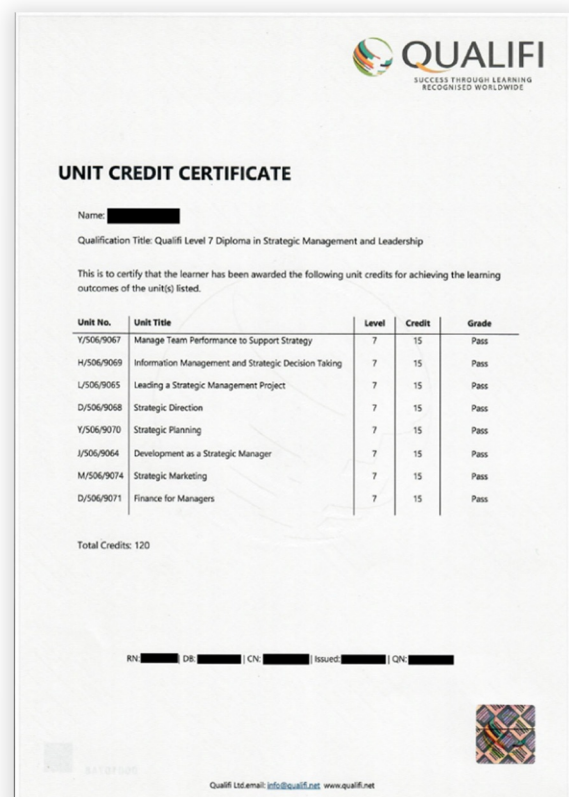 QUALIFI
SUCCESS THROUGH LEARNING
RECOGNISED WORLDWIDE
UNIT CREDIT CERTIFICATE
Name:
Qualification Title: Qualifi Level 7 Diploma in Strategic Management and Leadership
This is to certify that the learner has been awarded the following unit credits for achieving the learning
outcomes of the unit(s) listed.
Unit No. Unit Title Level Credit Grade
Y/506/9067 Manage Team Performance to Support Strategy 7 15 Pass
H/506/9069 Information Management and Strategic Decision Taking 7 15 Pass
L/506/9065 Leading a Strategic Management Project 7 15 Pass
D/506/9068 Strategic Direction 7 15 Pass
Y/506/9070 Strategic Planning 7 15 Pass
J/506/9064 Development as a Strategic Manager 7 15 Pass
M/506/9074 Strategic Marketing 7 15 Pass
D/506/9071 Finance for Managers 7 15 Pass
Total Credits: 120
RN: | DB: | CN: | Issued: | QN:
Qualifi Ltd.email: info@qualifi.net www.qualifi.net